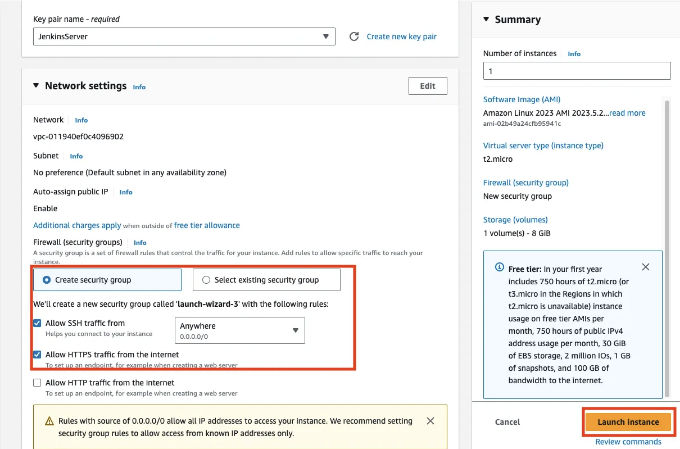 Key pair name - required
JenkinsServer
Create new key pair
Network settings Info
Edit
Network Info
vpc-011940ef0c4096902
Subnet Info
No preference (Default subnet in any availability zone)
Auto-assign public IP Info
Enable
Additional charges apply when outside of free tier allowance
Firewall (security groups) Info
A security group is a set of firewall rules that control the traffic for your instance. Add rules to allow specific traffic to reach your
instance.
Create security group
Select existing security group
We'll create a new security group called 'launch-wizard-3' with the following rules:
Allow SSH traffic from
Helps you connect to your instance
Anywhere
0.0.0.0/0
Allow HTTPS traffic from the internet
To set up an endpoint, for example when creating a web server
Allow HTTP traffic from the internet
To set up an endpoint, for example when creating a web server
Rules with source of 0.0.0.0/0 allow all IP addresses to access your instance. We recommend setting
security group rules to allow access from known IP addresses only.
Summary
Number of instances Info
1
Software Image (AMI)
Amazon Linux 2023 AMI 2023.5.2...read more
ami-02b49a24cfb95941c
Virtual server type (instance type)
t2.micro
Firewall (security group)
New security group
Storage (volumes)
1 volume(s) - 8 GiB
Free tier: In your first
year includes 750 hours of t2.micro (or
t3.micro in the Regions in which
t2.micro is unavailable) instance
usage on free tier AMIs per
month, 750 hours of public IPv4
address usage per month, 30 GiB
of EBS storage, 2 million IOs, 1 GB
of snapshots, and 100 GB of
bandwidth to the internet.
Cancel
Launch instance
Review commands